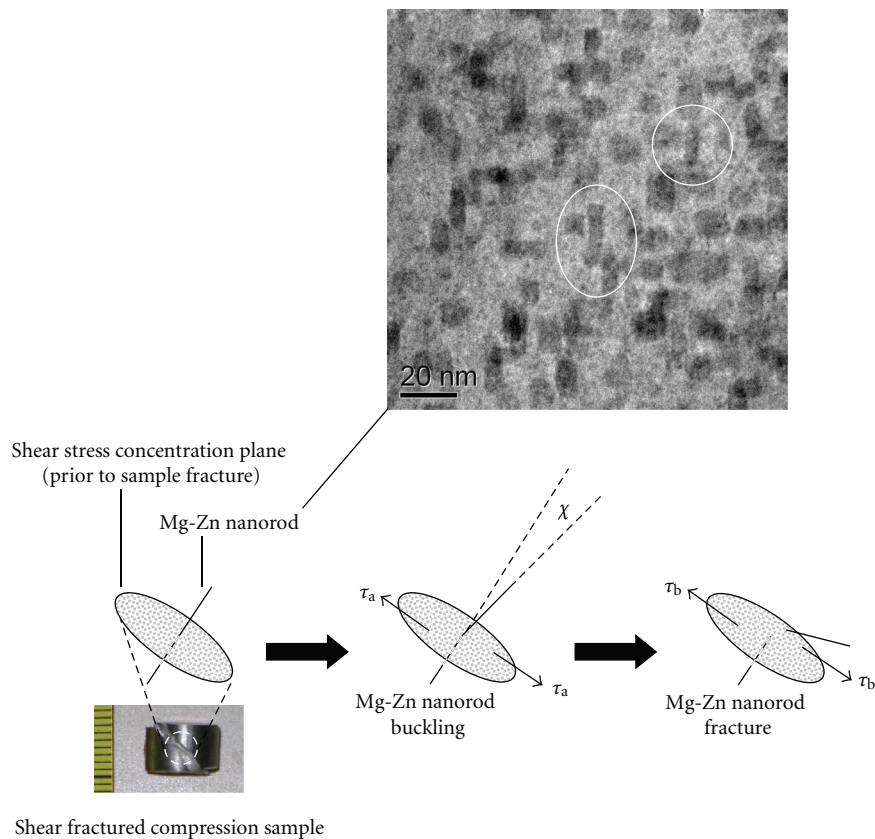 20 nm
Shear stress concentration plane
(prior to sample fracture)
Mg-Zn nanorod
χ
τa
τa
τb
τb
Mg-Zn nanorod
buckling
Mg-Zn nanorod
fracture
Shear fractured compression sample